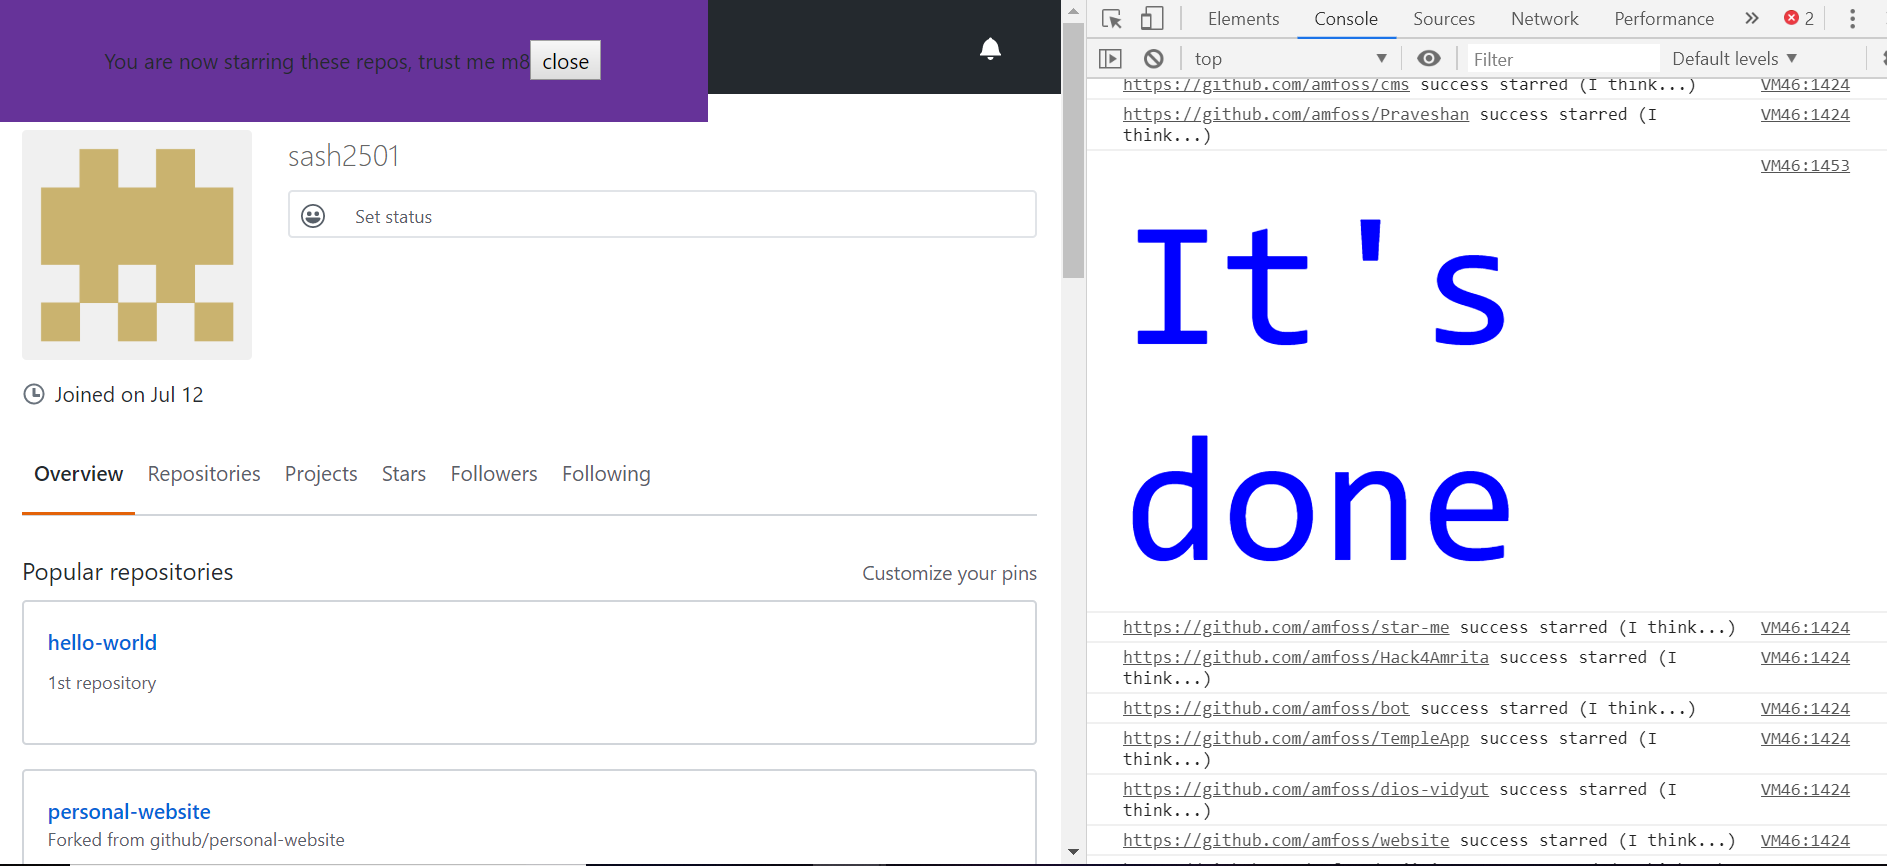 You are now starring these repos, trust me m8 close
sash2501
Set status
Joined on Jul 12
Overview Repositories Projects Stars Followers Following
Popular repositories Customize your pins
hello-world
1st repository
personal-website
Forked from github/personal-website
Elements Console Sources Network Performance » 2
top ▼ Filter Default levels ▼
https://github.com/amfoss/cms success starred (I think...) VM46:1424
https://github.com/amfoss/Praveshan success starred (I VM46:1424
think...)
VM46:1453
It's
done
https://github.com/amfoss/star-me success starred (I think...) VM46:1424
https://github.com/amfoss/Hack4Amrita success starred (I VM46:1424
think...)
https://github.com/amfoss/bot success starred (I think...) VM46:1424
https://github.com/amfoss/TempleApp success starred (I VM46:1424
think...)
https://github.com/amfoss/dios-vidyut success starred (I VM46:1424
think...)
https://github.com/amfoss/website success starred (I think...) VM46:1424